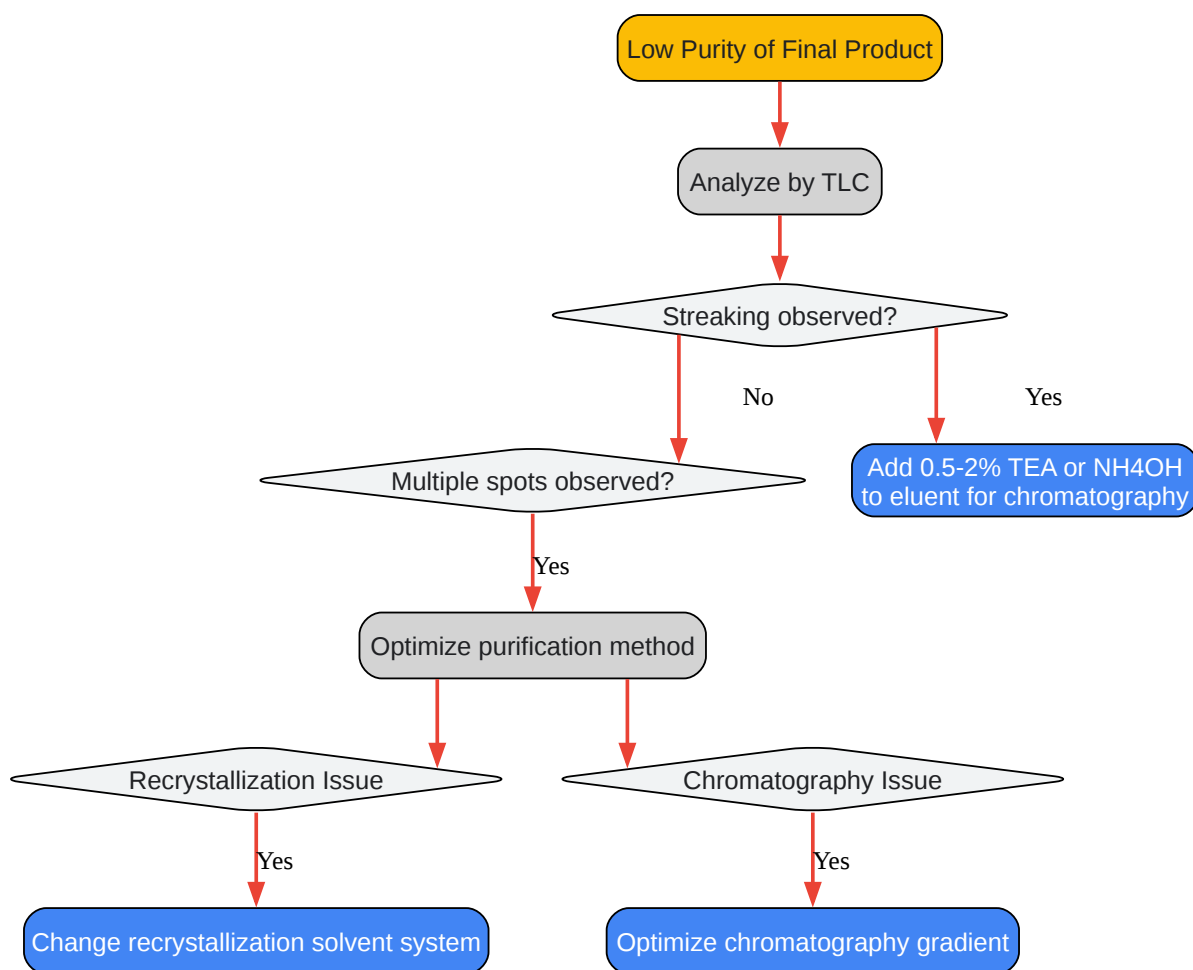 Low Purity of Final Product
Analyze by TLC
Streaking observed?
No
Yes
Multiple spots observed?
Add 0.5-2% TEA or NH4OH
to eluent for chromatography
Yes
Optimize purification method
Recrystallization Issue
Chromatography Issue
Yes
Yes
Change recrystallization solvent system
Optimize chromatography gradient